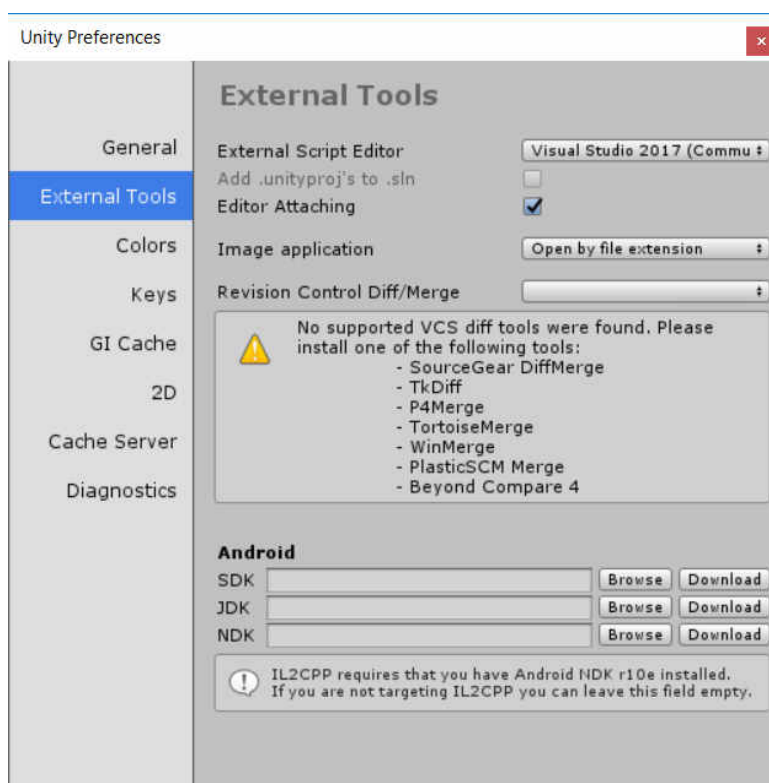 Unity Preferences
External Tools
General
External Tools
Colors
Keys
GI Cache
2D
Cache Server
Diagnostics
External Script Editor Visual Studio 2017 (Commu
Add .unityproj's to .sln
Editor Attaching
Image application Open by file extension
Revision Control Diff/Merge
No supported VCS diff tools were found. Please
install one of the following tools:
- SourceGear DiffMerge
- TkDiff
- P4Merge
- TortoiseMerge
- WinMerge
- PlasticSCM Merge
- Beyond Compare 4
Android
SDK Browse Download
JDK Browse Download
NDK Browse Download
IL2CPP requires that you have Android NDK r10e installed.
If you are not targeting IL2CPP you can leave this field empty.